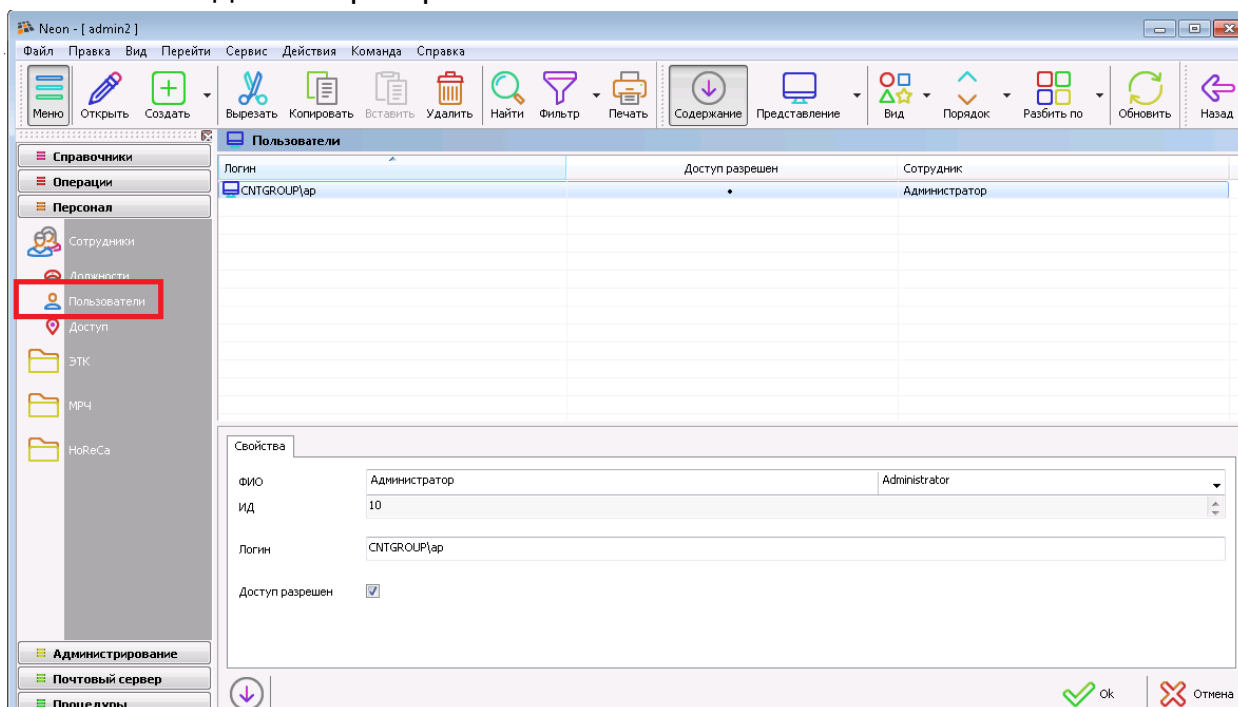 Neon - [ admin2 ]
Файл Правка Вид Перейти Сервис Действия Команда Справка
Меню Открыть Создать Вырезать Копировать Вставить Удалить Найти Фильтр Печать Содержание Представление Вид Порядок Разбить по Обновить Назад
Пользователи
Справочники
Операции
Персонал
Сотрудники
Должности
Пользователи
Доступ
ЭТК
МРЧ
HoReCa
Администрирование
Почтовый сервер
Процедуры
Логин Доступ разрешен Сотрудник
CNTGROUP\ap • Администратор
Свойства
ФИО Администратор Administrator
ИД 10
Логин CNTGROUP\ap
Доступ разрешен
Ok Отмена